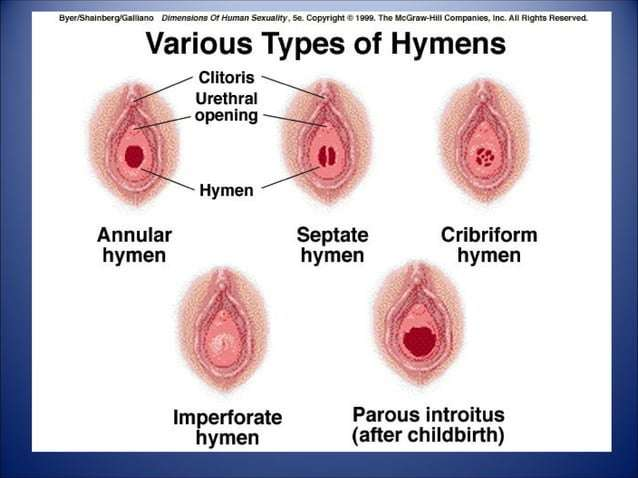 Byer/Shainberg/Galliano Dimensions Of Human Sexuality, 5e. Copyright © 1999. The McGraw-Hill Companies, Inc. All Rights Reserved.
Various Types of Hymens
Clitoris
Urethral
opening
Hymen
Annular
hymen
Septate
hymen
Cribriform
hymen
Imperforate
hymen
Parous introitus
(after childbirth)